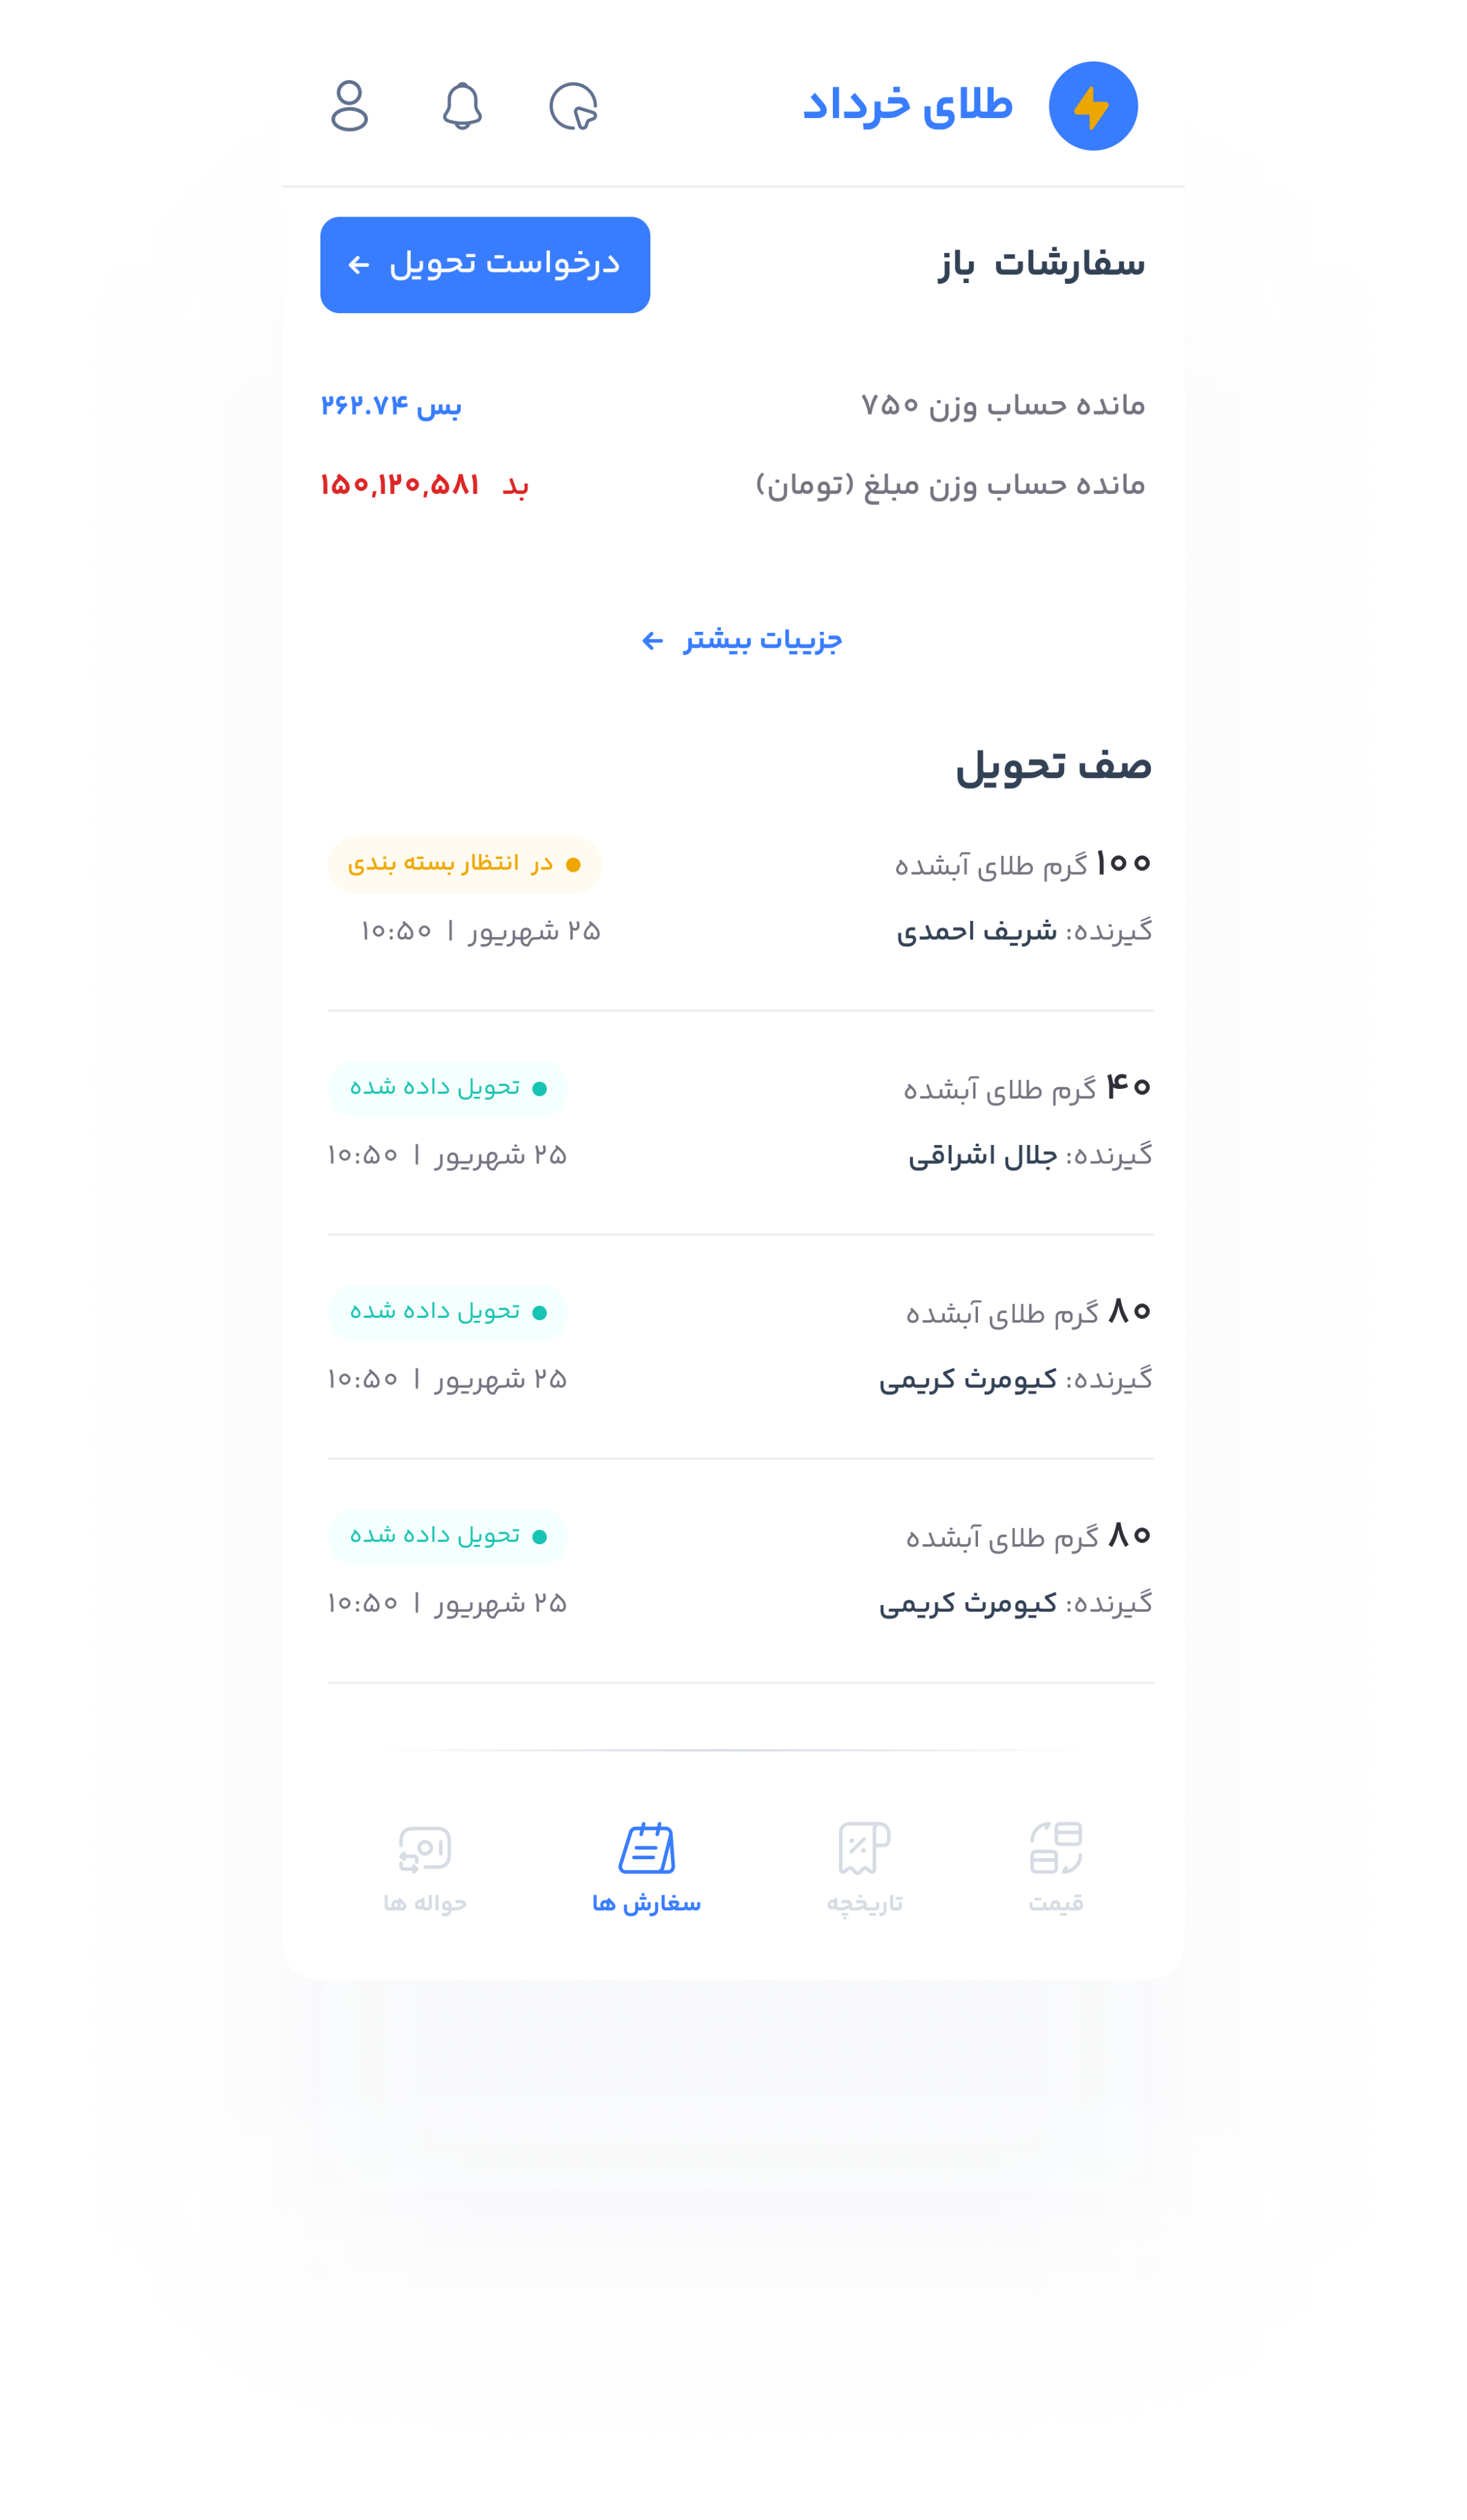 طلای خرداد
سفارشات باز
درخواست تحویل ←
مانده حساب وزن ۷۵۰
بس ۲۶۲.۷۴
مانده حساب وزن مبلغ (تومان)
بد ۱۵۰,۱۲۰,۵۸۱
جزییات بیشتر ←
صف تحویل
۱۰۰ گرم طلای آبشده
در انتظار بسته بندی
گیرنده: شریف احمدی
۲۵ شهریور | ۱۰:۵۰
۴۰ گرم طلای آبشده
تحویل داده شده
گیرنده: جلال اشراقی
۲۵ شهریور | ۱۰:۵۰
۸۰ گرم طلای آبشده
تحویل داده شده
گیرنده: کیومرث کریمی
۲۵ شهریور | ۱۰:۵۰
۸۰ گرم طلای آبشده
تحویل داده شده
گیرنده: کیومرث کریمی
۲۵ شهریور | ۱۰:۵۰
قیمت
تاریخچه
سفارش ها
حواله ها